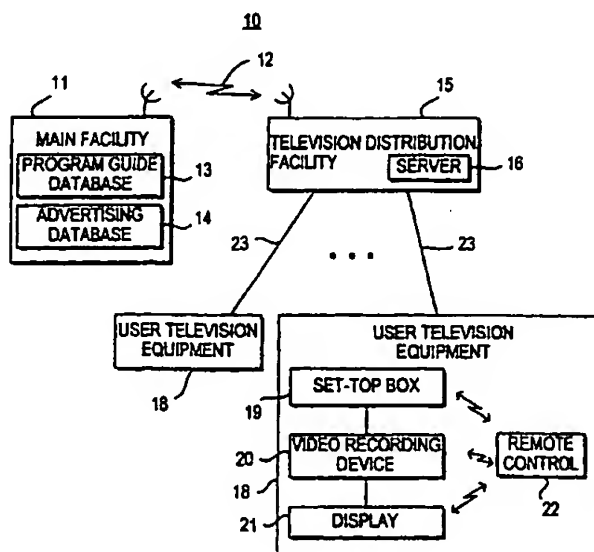 10
12
11
15
MAIN FACILITY
PROGRAM GUIDE
DATABASE
13
ADVERTISING
DATABASE
14
TELEVISION DISTRIBUTION
FACILITY
SERVER
16
23
23
USER TELEVISION
EQUIPMENT
18
USER TELEVISION
EQUIPMENT
SET-TOP BOX
19
VIDEO RECORDING
DEVICE
20
18
REMOTE
CONTROL
22
DISPLAY
21